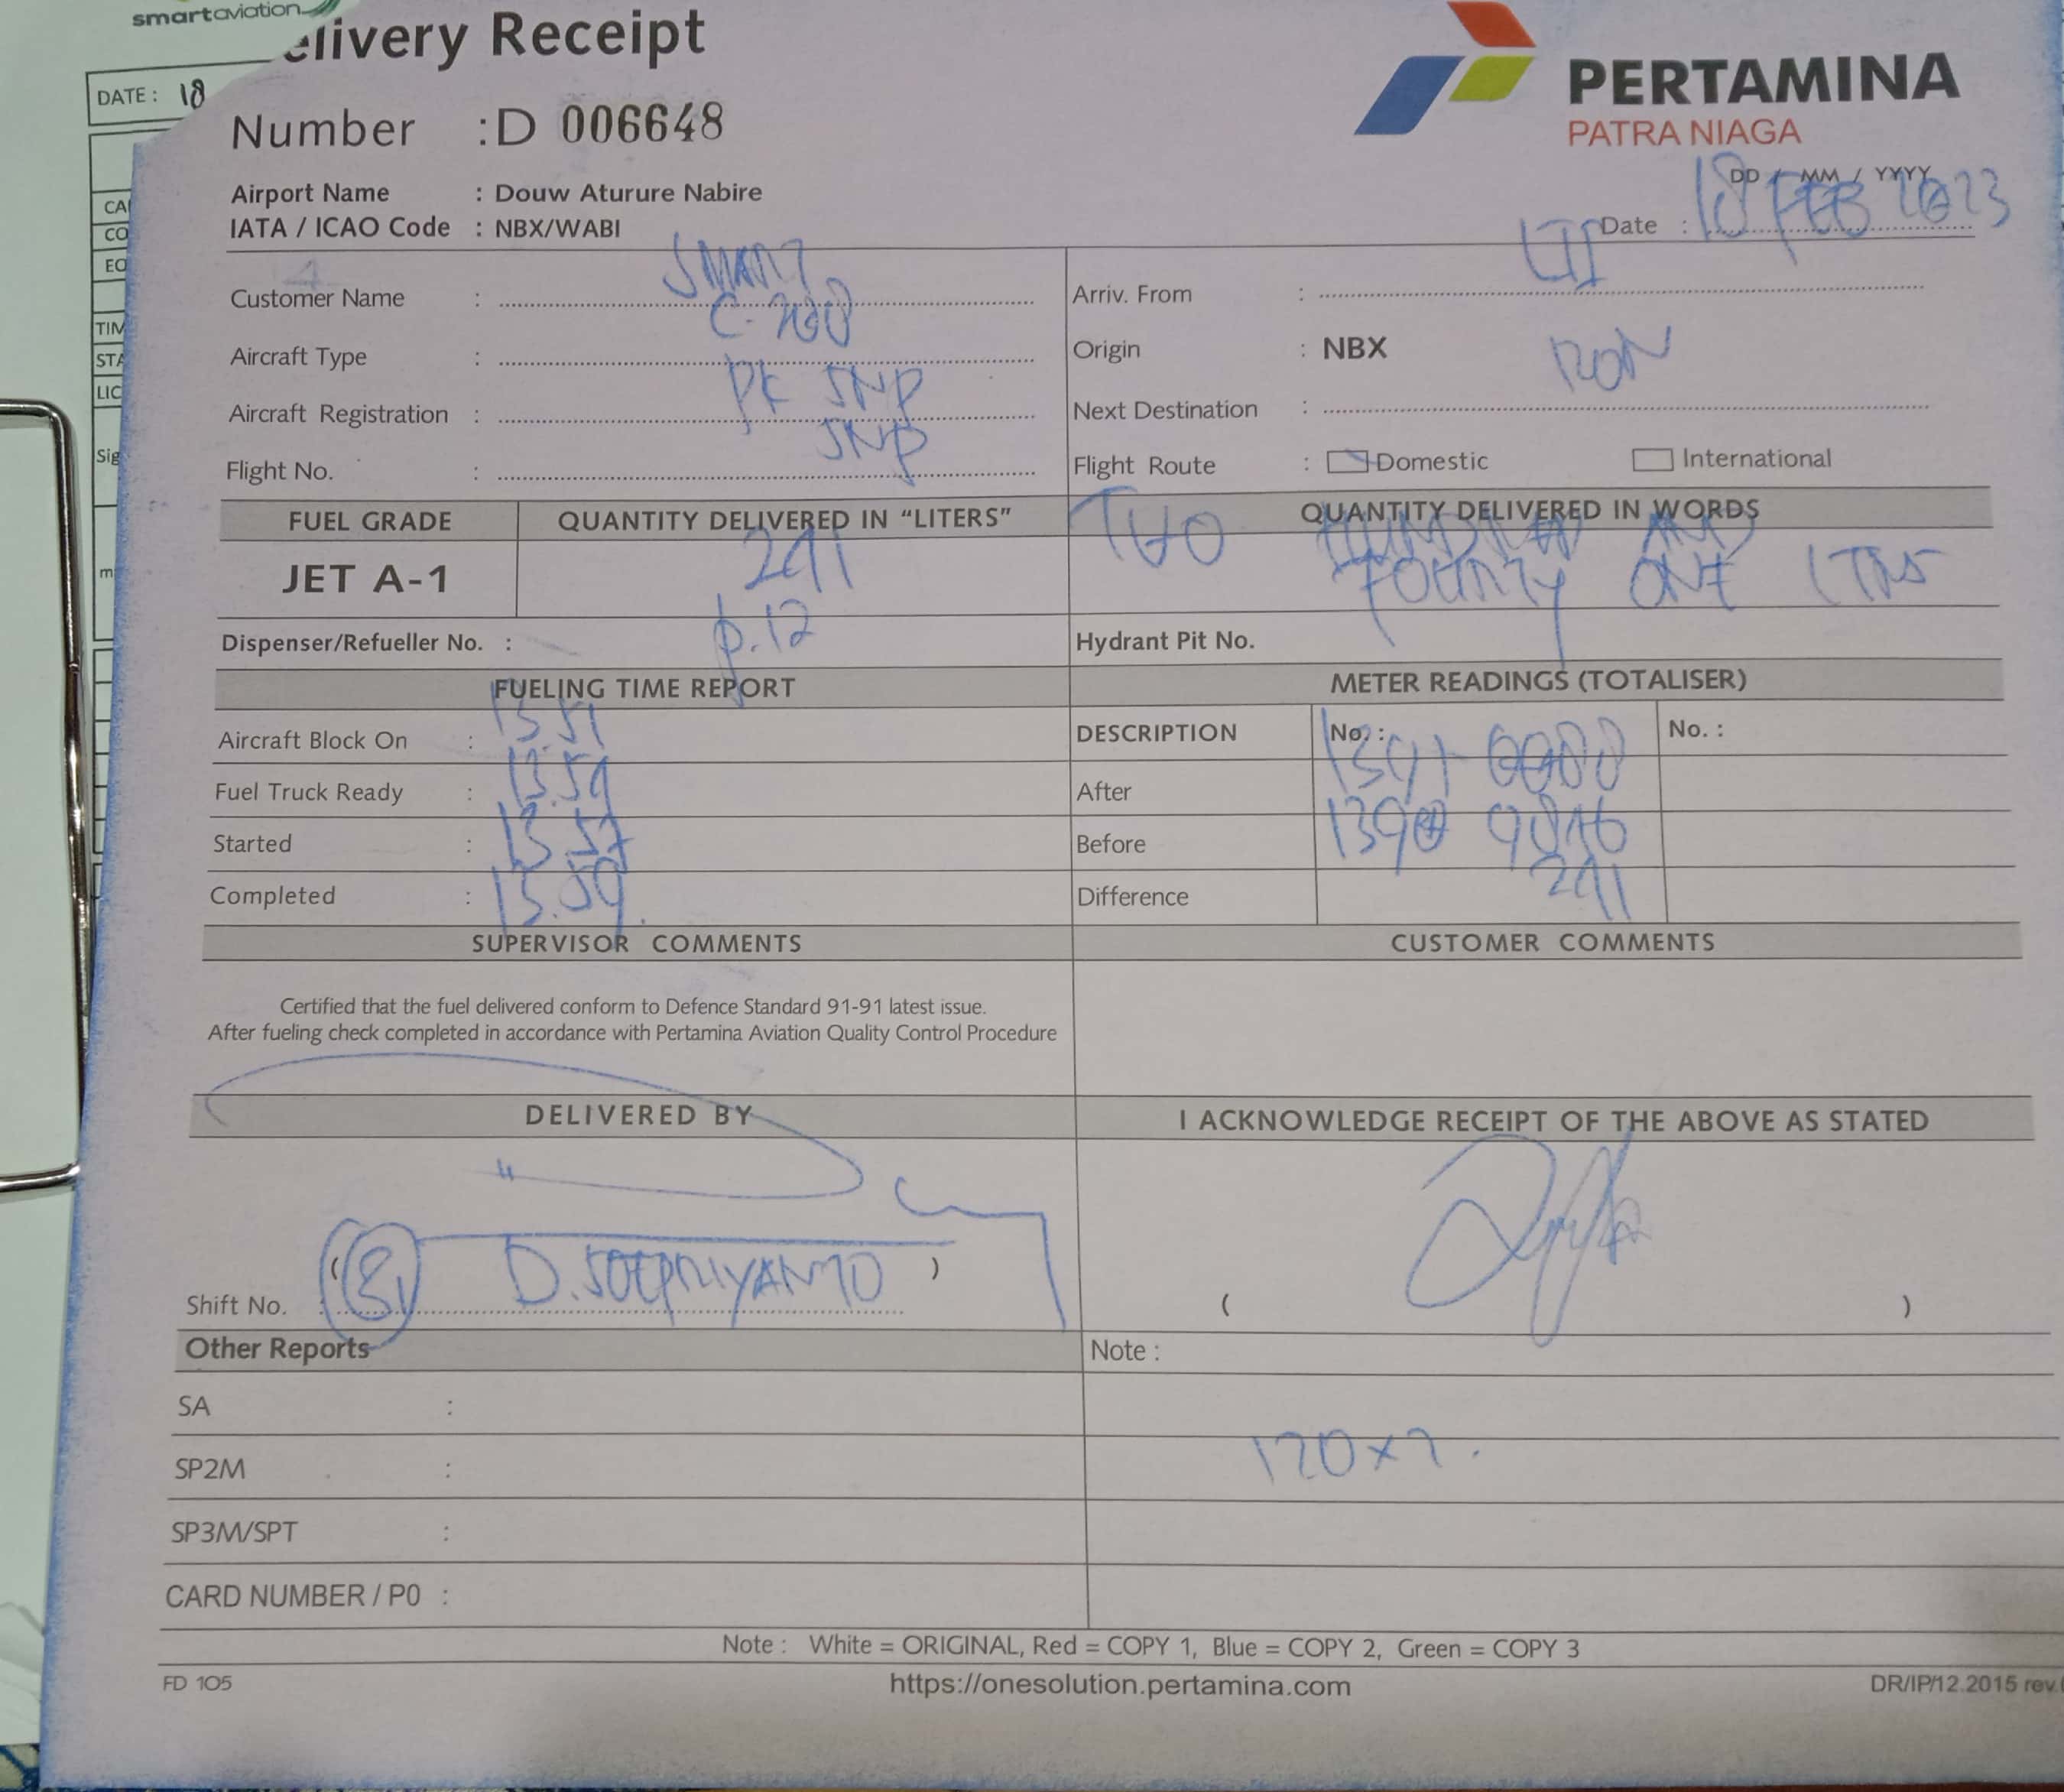 smartaviation
elivery Receipt
PERTAMINA
PATRA NIAGA
DATE : 18
Number : D 006648
Airport Name : Douw Aturure Nabire
IATA / ICAO Code : NBX/WABI
DD / MM / YYYY
Date : 18 FEB 2023
Customer Name : SMART
Arriv. From :
Aircraft Type : C-208
Origin : NBX
Aircraft Registration : PK SNP
Next Destination : RON
Flight No. : SNP
Flight Route : Domestic International
FUEL GRADE QUANTITY DELIVERED IN "LITERS" QUANTITY DELIVERED IN WORDS
JET A-1 241 TWO HUNDRED AND
FOURTY ONE LTRS
Dispenser/Refueller No. : p.12
Hydrant Pit No.
FUELING TIME REPORT METER READINGS (TOTALISER)
Aircraft Block On : 13.51
DESCRIPTION No. : No. :
Fuel Truck Ready : 13.54
After
Started : 13.57
Before
Completed : 13.59
Difference 241
SUPERVISOR COMMENTS CUSTOMER COMMENTS
Certified that the fuel delivered conform to Defence Standard 91-91 latest issue.
After fueling check completed in accordance with Pertamina Aviation Quality Control Procedure
DELIVERED BY I ACKNOWLEDGE RECEIPT OF THE ABOVE AS STATED
Shift No. : ( D. SOEPRIYANTO )
( )
Other Reports Note :
SA :
SP2M : 120x2.
SP3M/SPT :
CARD NUMBER / P0 :
Note : White = ORIGINAL, Red = COPY 1, Blue = COPY 2, Green = COPY 3
FD 105 https://onesolution.pertamina.com DR/IP/12.2015 rev.